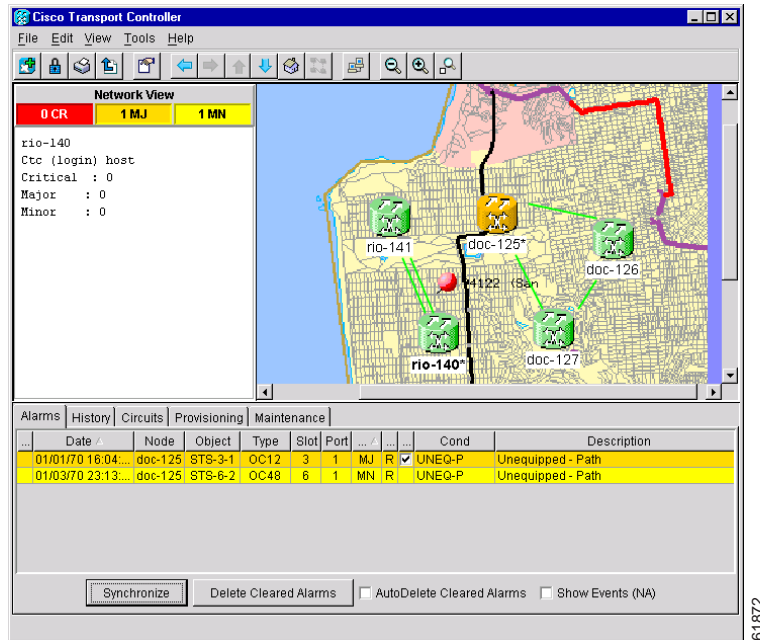 Cisco Transport Controller
File Edit View Tools Help
Network View
0 CR 1 MJ 1 MN
rio-140
Ctc (login) host
Critical : 0
Major : 0
Minor : 0
rio-141
doc-125*
doc-126
94122 (San
rio-140*
doc-127
Alarms History Circuits Provisioning Maintenance
... Date Node Object Type Slot Port ... ... ... Cond Description
01/01/70 16:04:... doc-125 STS-3-1 OC12 3 1 MJ R UNEQ-P Unequipped - Path
01/03/70 23:13:... doc-125 STS-6-2 OC48 6 1 MN R UNEQ-P Unequipped - Path
Synchronize Delete Cleared Alarms AutoDelete Cleared Alarms Show Events (NA)
61872